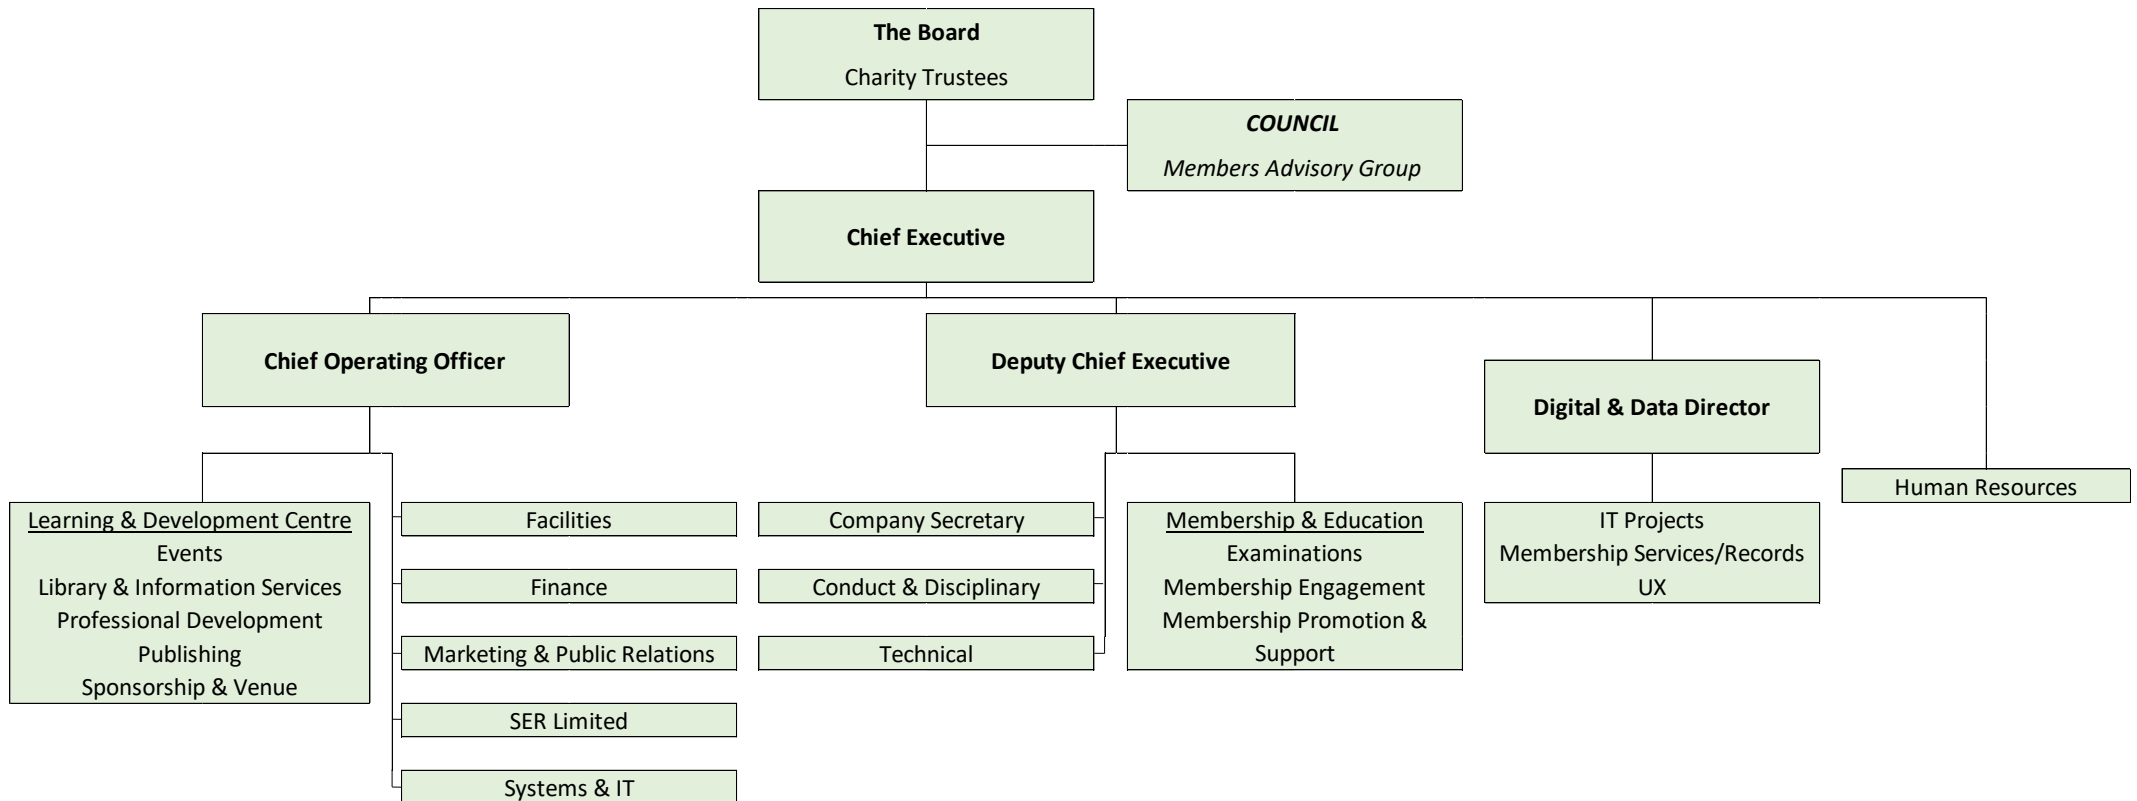 The Board
Charity Trustees
COUNCIL
Members Advisory Group
Chief Executive
Chief Operating Officer
Deputy Chief Executive
Digital & Data Director
Human Resources
Learning & Development Centre
Events
Library & Information Services
Professional Development
Publishing
Sponsorship & Venue
Facilities
Finance
Marketing & Public Relations
SER Limited
Systems & IT
Company Secretary
Conduct & Disciplinary
Technical
Membership & Education
Examinations
Membership Engagement
Membership Promotion &
Support
IT Projects
Membership Services/Records
UX